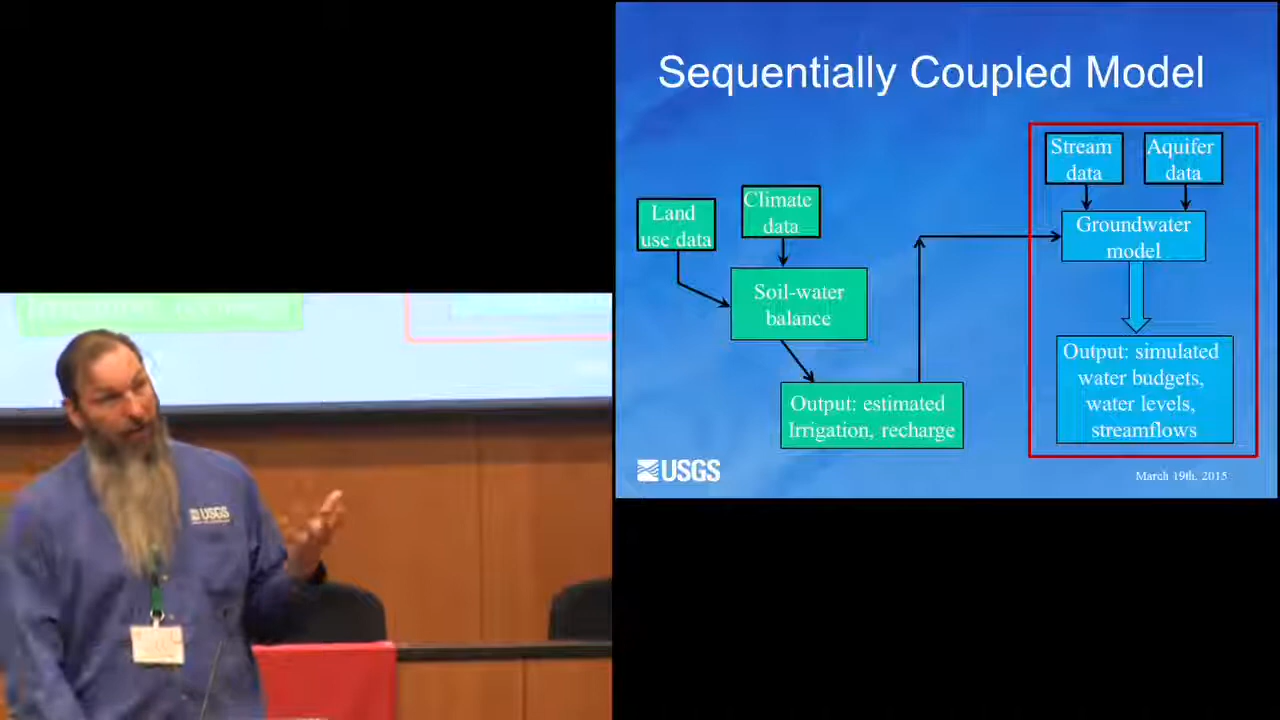 Sequentially Coupled Model
Stream
data
Aquifer
data
Climate
data
Land
use data
Groundwater
model
Soil-water
balance
Output: simulated
water budgets,
water levels,
streamflows
Output: estimated
Irrigation, recharge
USGS
March 19th, 2015
USGS